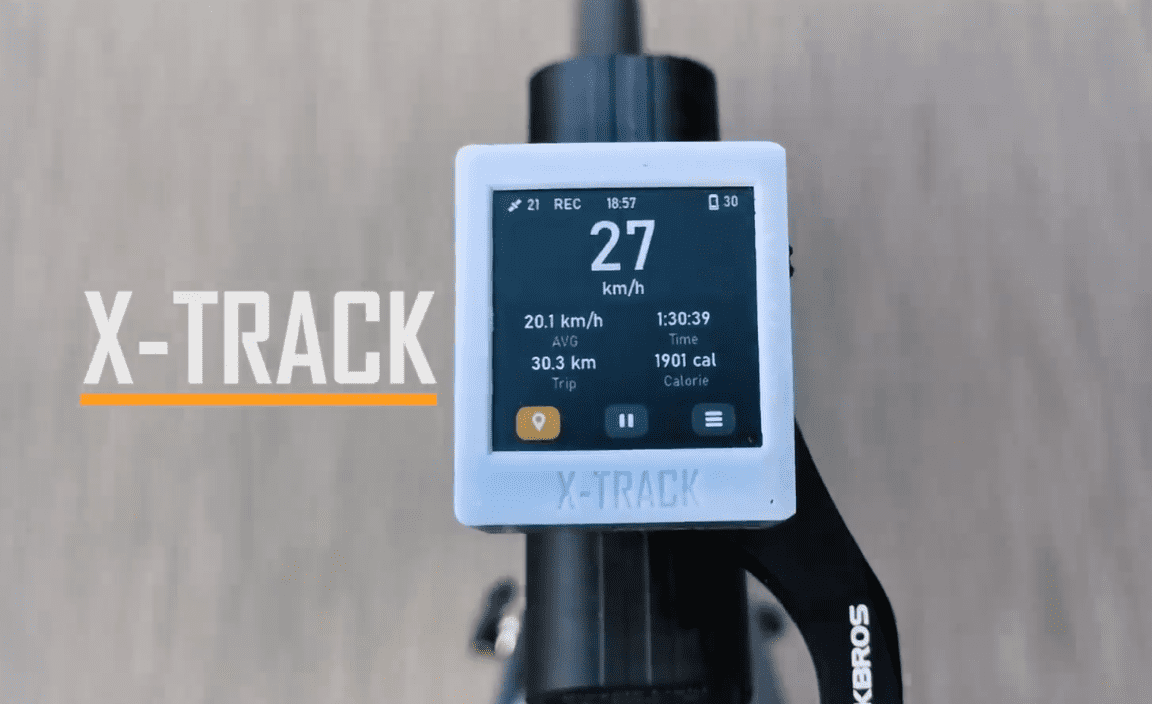 X-TRACK
21 REC 18:57 30
27
km/h
20.1 km/h 1:30:39
AVG Time
30.3 km 1901 cal
Trip Calorie
X-TRACK
KBROS